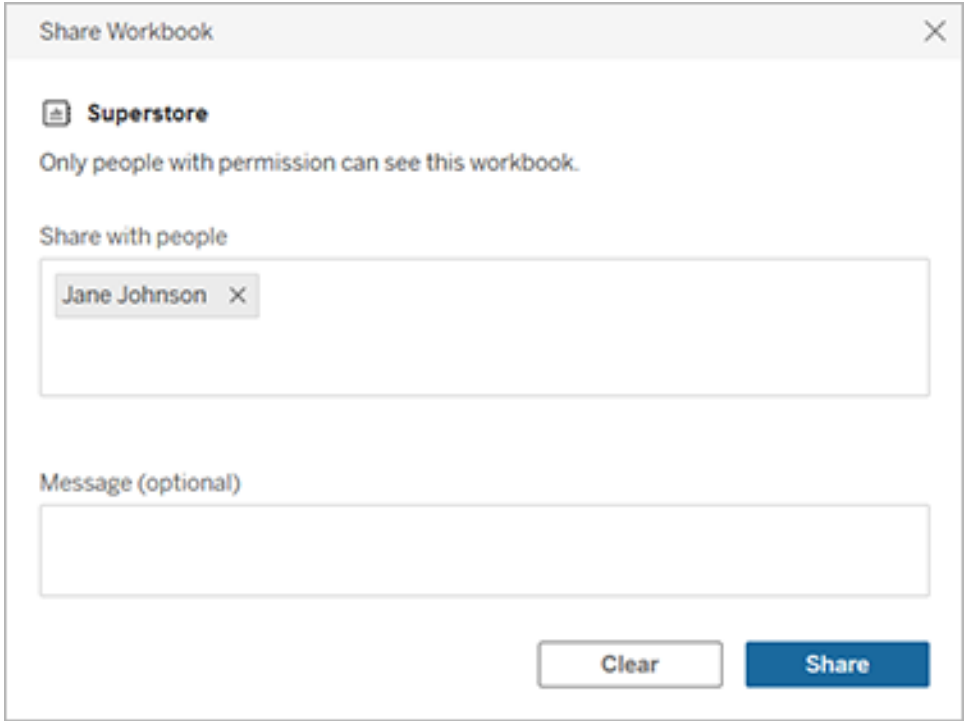 Share Workbook
Superstore
Only people with permission can see this workbook.
Share with people
Jane Johnson
Message (optional)
Clear
Share